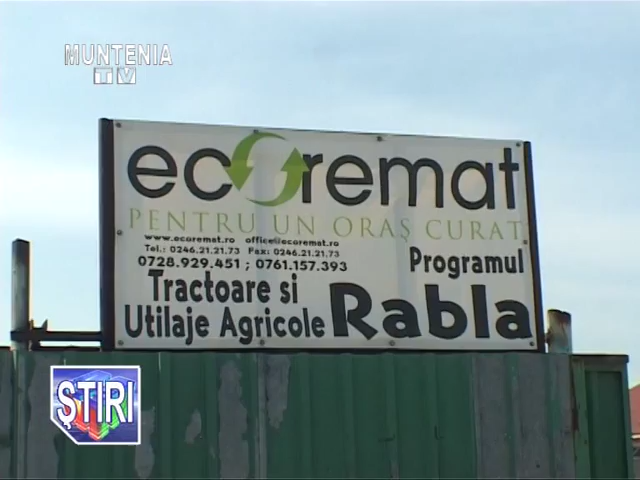 MUNTENIA
TV
ecoremat
PENTRU UN ORAȘ CURAT
www.ecoremat.ro office@ecoremat.ro
Tel.: 0246.21.21.73 Fax: 0246.21.21.73
0728.929.451 ; 0761.157.393
Programul
Tractoare si
Utilaje Agricole
Rabla
ȘTIRI